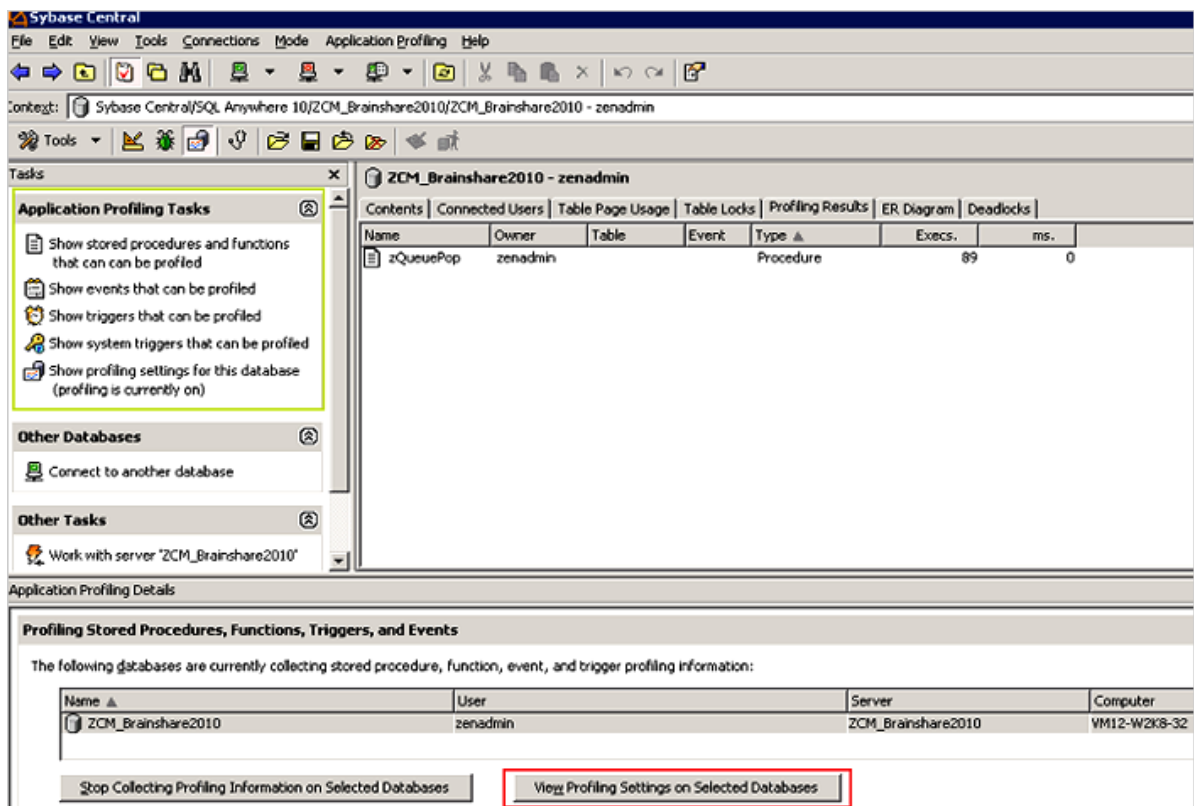 Sybase Central
File Edit View Tools Connections Mode Application Profiling Help
Context: Sybase Central/SQL Anywhere 10/ZCM_Brainshare2010/ZCM_Brainshare2010 - zenadmin
Tools
Tasks x
Application Profiling Tasks
Show stored procedures and functions
that can can be profiled
Show events that can be profiled
Show triggers that can be profiled
Show system triggers that can be profiled
Show profiling settings for this database
(profiling is currently on)
Other Databases
Connect to another database
Other Tasks
Work with server 'ZCM_Brainshare2010'
ZCM_Brainshare2010 - zenadmin
Contents Connected Users Table Page Usage Table Locks Profiling Results ER Diagram Deadlocks
Name Owner Table Event Type Execs. ms.
zQueuePop zenadmin Procedure 89 0
Application Profiling Details
Profiling Stored Procedures, Functions, Triggers, and Events
The following databases are currently collecting stored procedure, function, event, and trigger profiling information:
Name User Server Computer
ZCM_Brainshare2010 zenadmin ZCM_Brainshare2010 VM12-W2K8-32
Stop Collecting Profiling Information on Selected Databases View Profiling Settings on Selected Databases